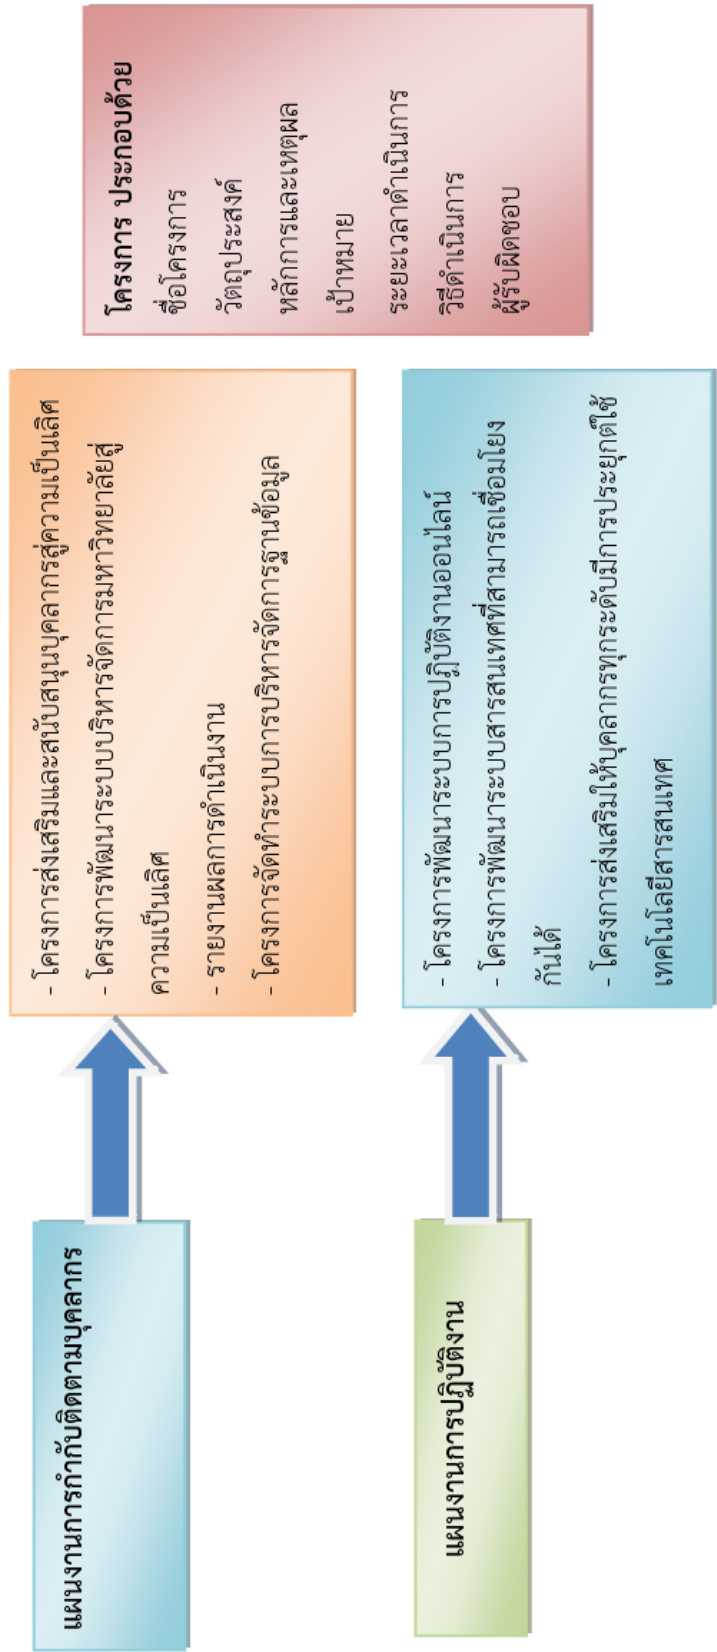 แผนงานการกำกับติดตามบุคลากร
- โครงการส่งเสริมและสนับสนุนบุคลากรสู่ความเป็นเลิศ
- โครงการพัฒนาระบบบริหารจัดการมหาวิทยาลัยสู่
ความเป็นเลิศ
- รายงานผลการดำเนินงาน
- โครงการจัดทำระบบการบริหารจัดการฐานข้อมูล
แผนงานการปฏิบัติงาน
- โครงการพัฒนาระบบการปฏิบัติงานออนไลน์
- โครงการพัฒนาระบบสารสนเทศที่สามารถเชื่อมโยง
กันได้
- โครงการส่งเสริมให้บุคลากรทุกระดับมีการประยุกต์ใช้
เทคโนโลยีสารสนเทศ
โครงการ ประกอบด้วย
ชื่อโครงการ
วัตถุประสงค์
หลักการและเหตุผล
เป้าหมาย
ระยะเวลาดำเนินการ
วิธีดำเนินการ
ผู้รับผิดชอบ